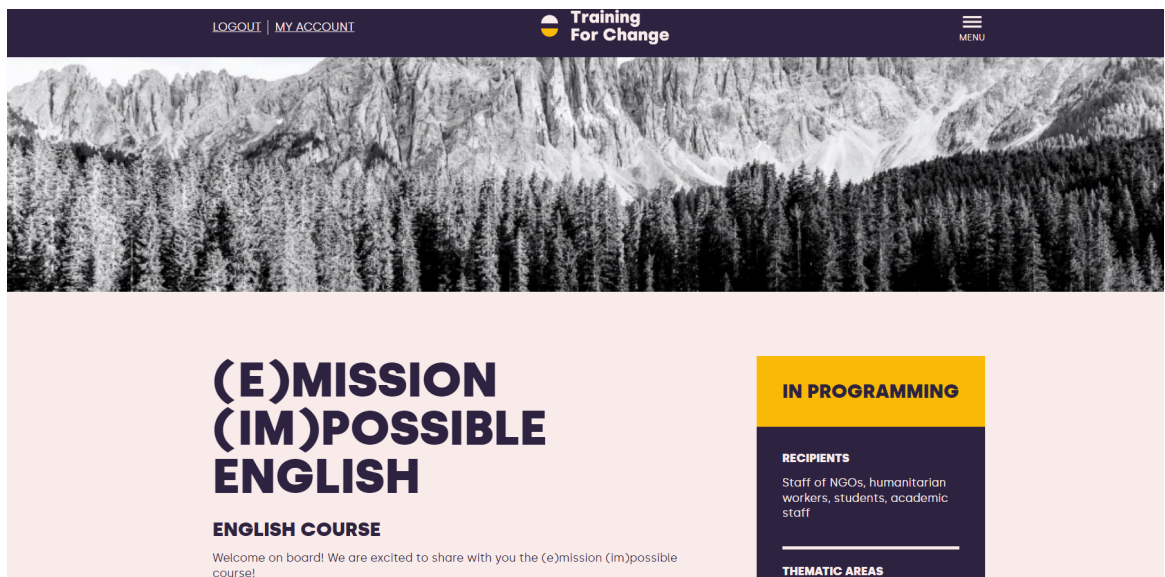 LOGOUT | MY ACCOUNT
Training
For Change
MENU
(E)MISSION
(IM)POSSIBLE
ENGLISH
ENGLISH COURSE
Welcome on board! We are excited to share with you the (e)mission (im)possible
course!
IN PROGRAMMING
RECIPIENTS
Staff of NGOs, humanitarian
workers, students, academic
staff
THEMATIC AREAS